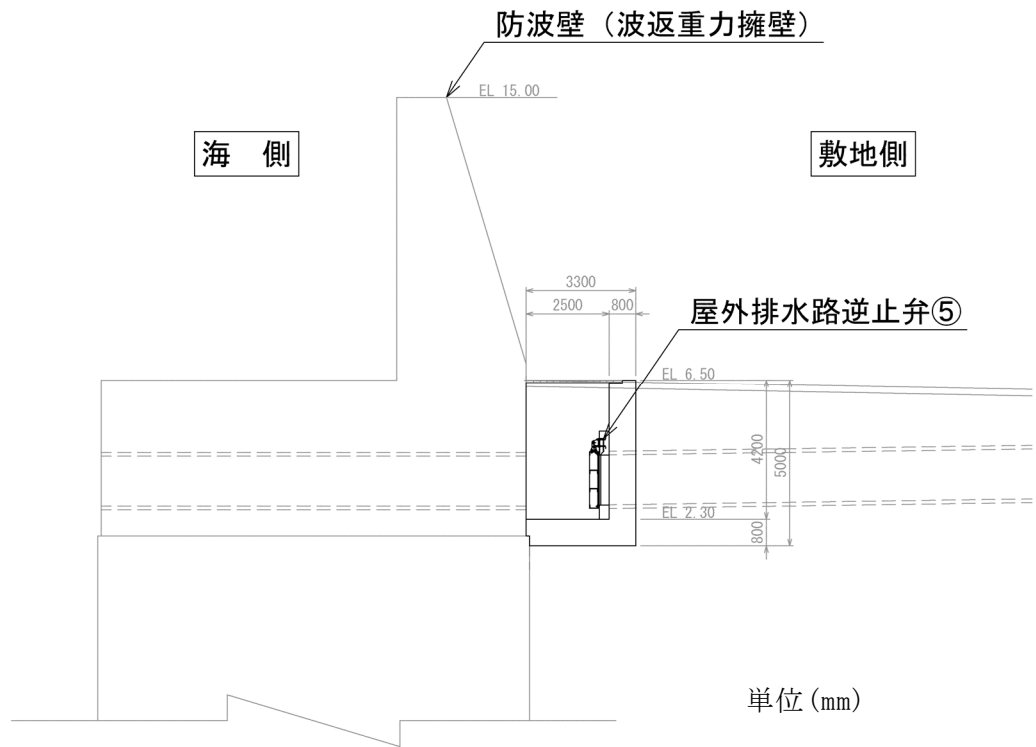 防波壁（波返重力擁壁）
EL 15.00
海　側
敷地側
3300
2500
800
屋外排水路逆止弁⑤
EL 6.50
4200
5000
EL 2.30
800
単位(mm)